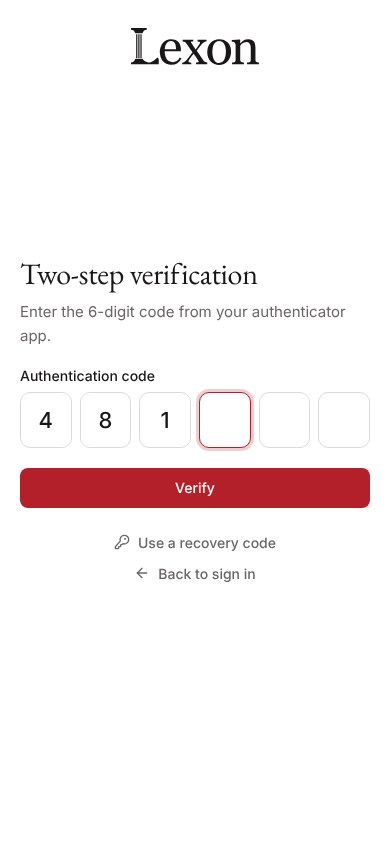 Lexon
Two-step verification
Enter the 6-digit code from your authenticator
app.
Authentication code
4 8 1
Verify
Use a recovery code
Back to sign in